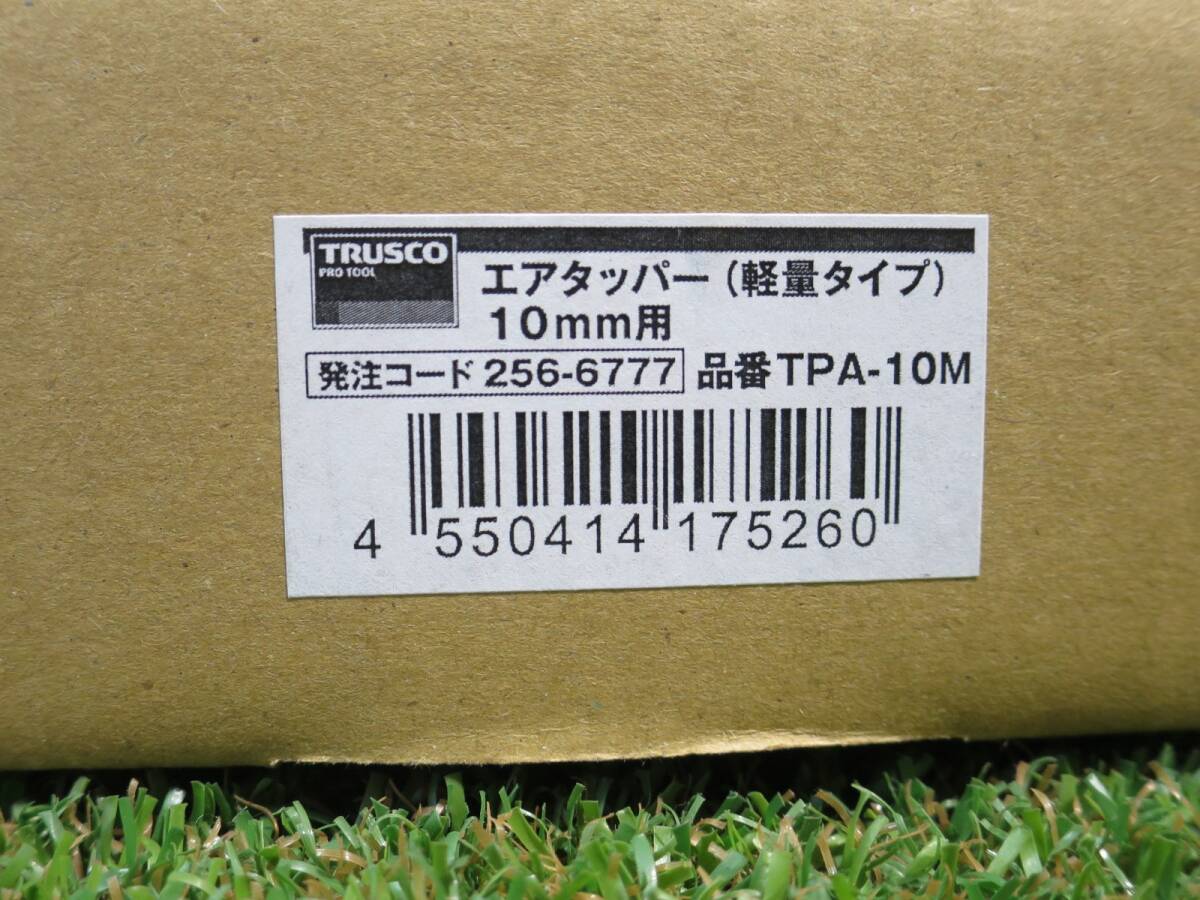 TRUSCO
PRO TOOL
エアタッパー(軽量タイプ)
10mm用
発注コード 256-6777 品番TPA-10M
4 550414 175260